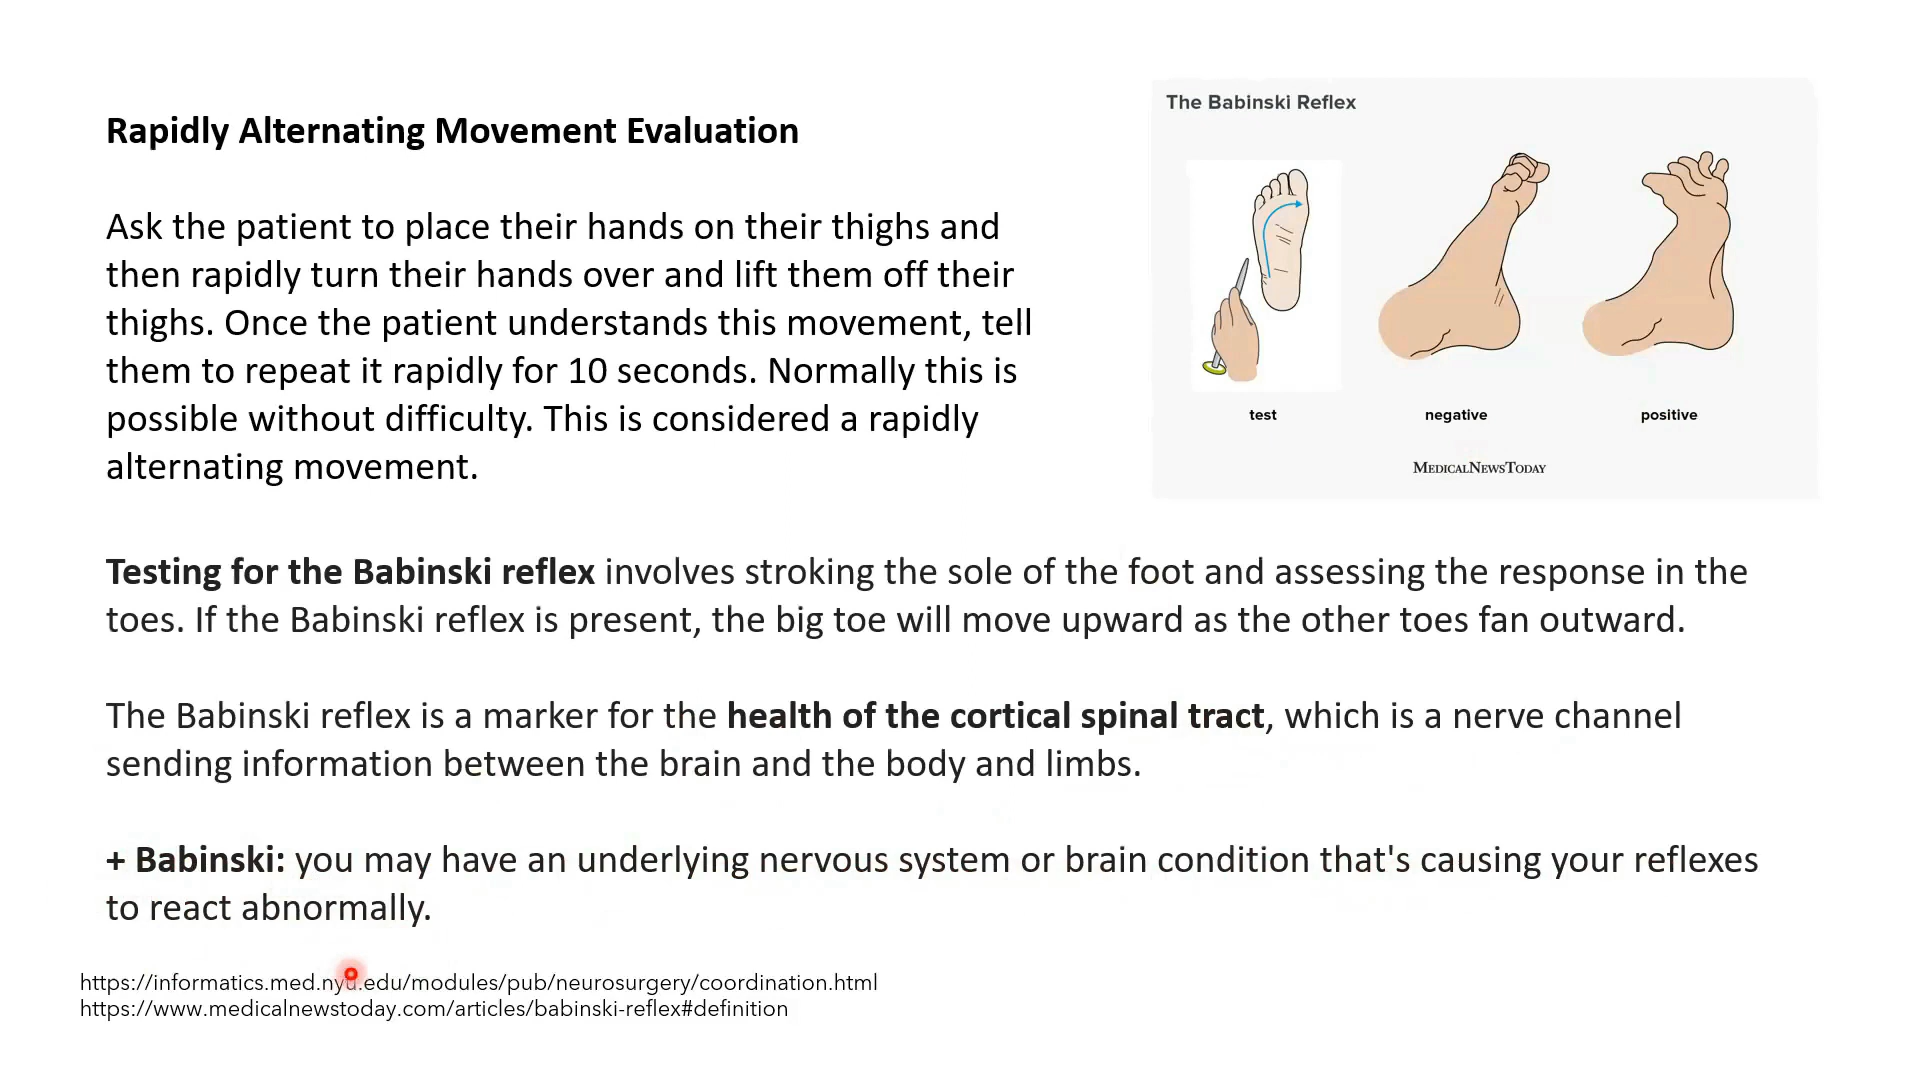 Rapidly Alternating Movement Evaluation
Ask the patient to place their hands on their thighs and
then rapidly turn their hands over and lift them off their
thighs. Once the patient understands this movement, tell
them to repeat it rapidly for 10 seconds. Normally this is
possible without difficulty. This is considered a rapidly
alternating movement.
The Babinski Reflex
test
negative
positive
MEDICALNEWSTODAY
Testing for the Babinski reflex involves stroking the sole of the foot and assessing the response in the
toes. If the Babinski reflex is present, the big toe will move upward as the other toes fan outward.
The Babinski reflex is a marker for the health of the cortical spinal tract, which is a nerve channel
sending information between the brain and the body and limbs.
+ Babinski: you may have an underlying nervous system or brain condition that's causing your reflexes
to react abnormally.
https://informatics.med.nyu.edu/modules/pub/neurosurgery/coordination.html
https://www.medicalnewstoday.com/articles/babinski-reflex#definition